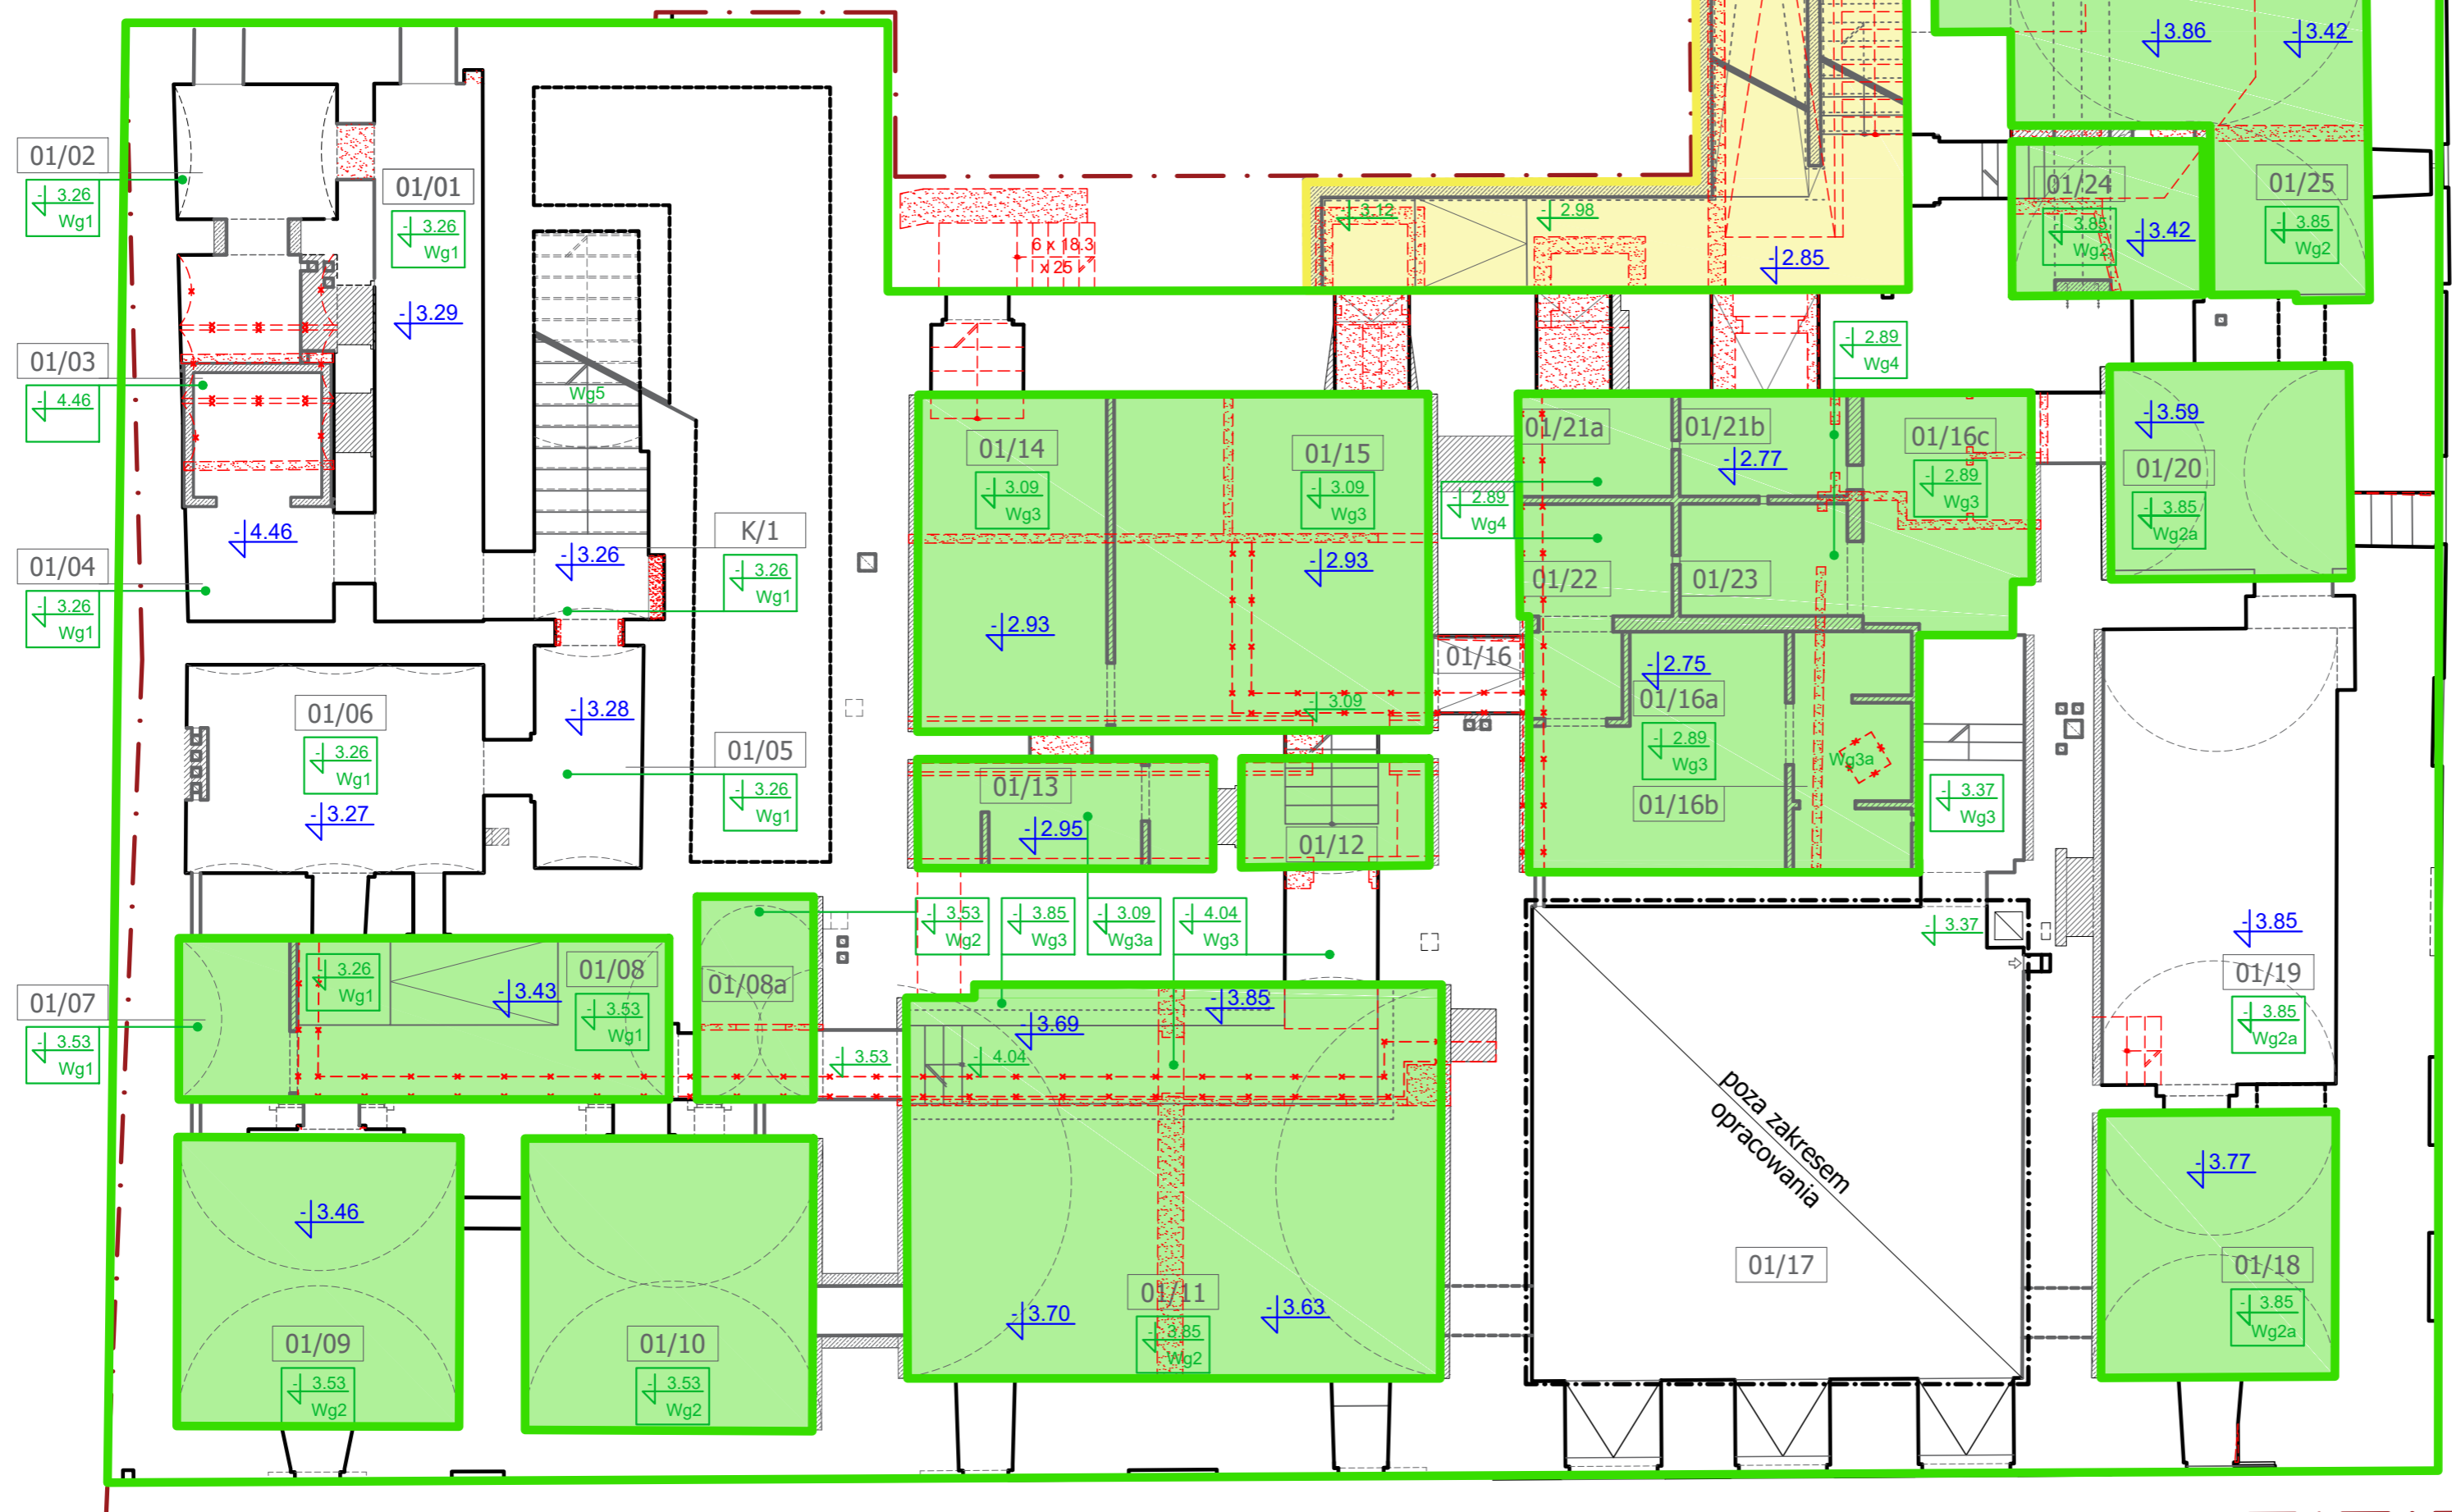 -3.86
-3.42
01/02
-3.26
Wg1
01/01
-3.26
Wg1
-3.29
01/03
-4.46
-4.46
01/04
-3.26
Wg1
Wg5
-3.26
K/1
-3.26
Wg1
6 x 18.3
x 25
-3.12
-2.98
-2.85
01/24
-3.85
Wg2
-3.42
01/25
-3.85
Wg2
-2.89
Wg4
01/14
-3.09
Wg3
01/15
-3.09
Wg3
-2.93
-2.93
-3.09
01/21a
01/21b
-2.77
01/16c
-2.89
Wg3
-2.89
Wg4
01/22
01/23
-3.59
01/20
-3.85
Wg2a
01/16
-2.75
01/16a
-2.89
Wg3
01/16b
Wg3a
-3.37
Wg3
01/06
-3.26
Wg1
-3.27
-3.28
01/05
-3.26
Wg1
01/13
-2.95
01/12
-3.53
Wg2
-3.85
Wg3
-3.09
Wg3a
-4.04
Wg3
-3.37
-3.85
01/19
-3.85
Wg2a
01/07
-3.53
Wg1
-3.26
Wg1
-3.43
01/08
-3.53
Wg1
01/08a
-3.53
-3.69
-3.85
-4.04
poza zakresem
opracowania
01/17
-3.46
01/09
-3.53
Wg2
01/10
-3.53
Wg2
-3.70
01/11
-3.85
Wg2
-3.63
-3.77
01/18
-3.85
Wg2a